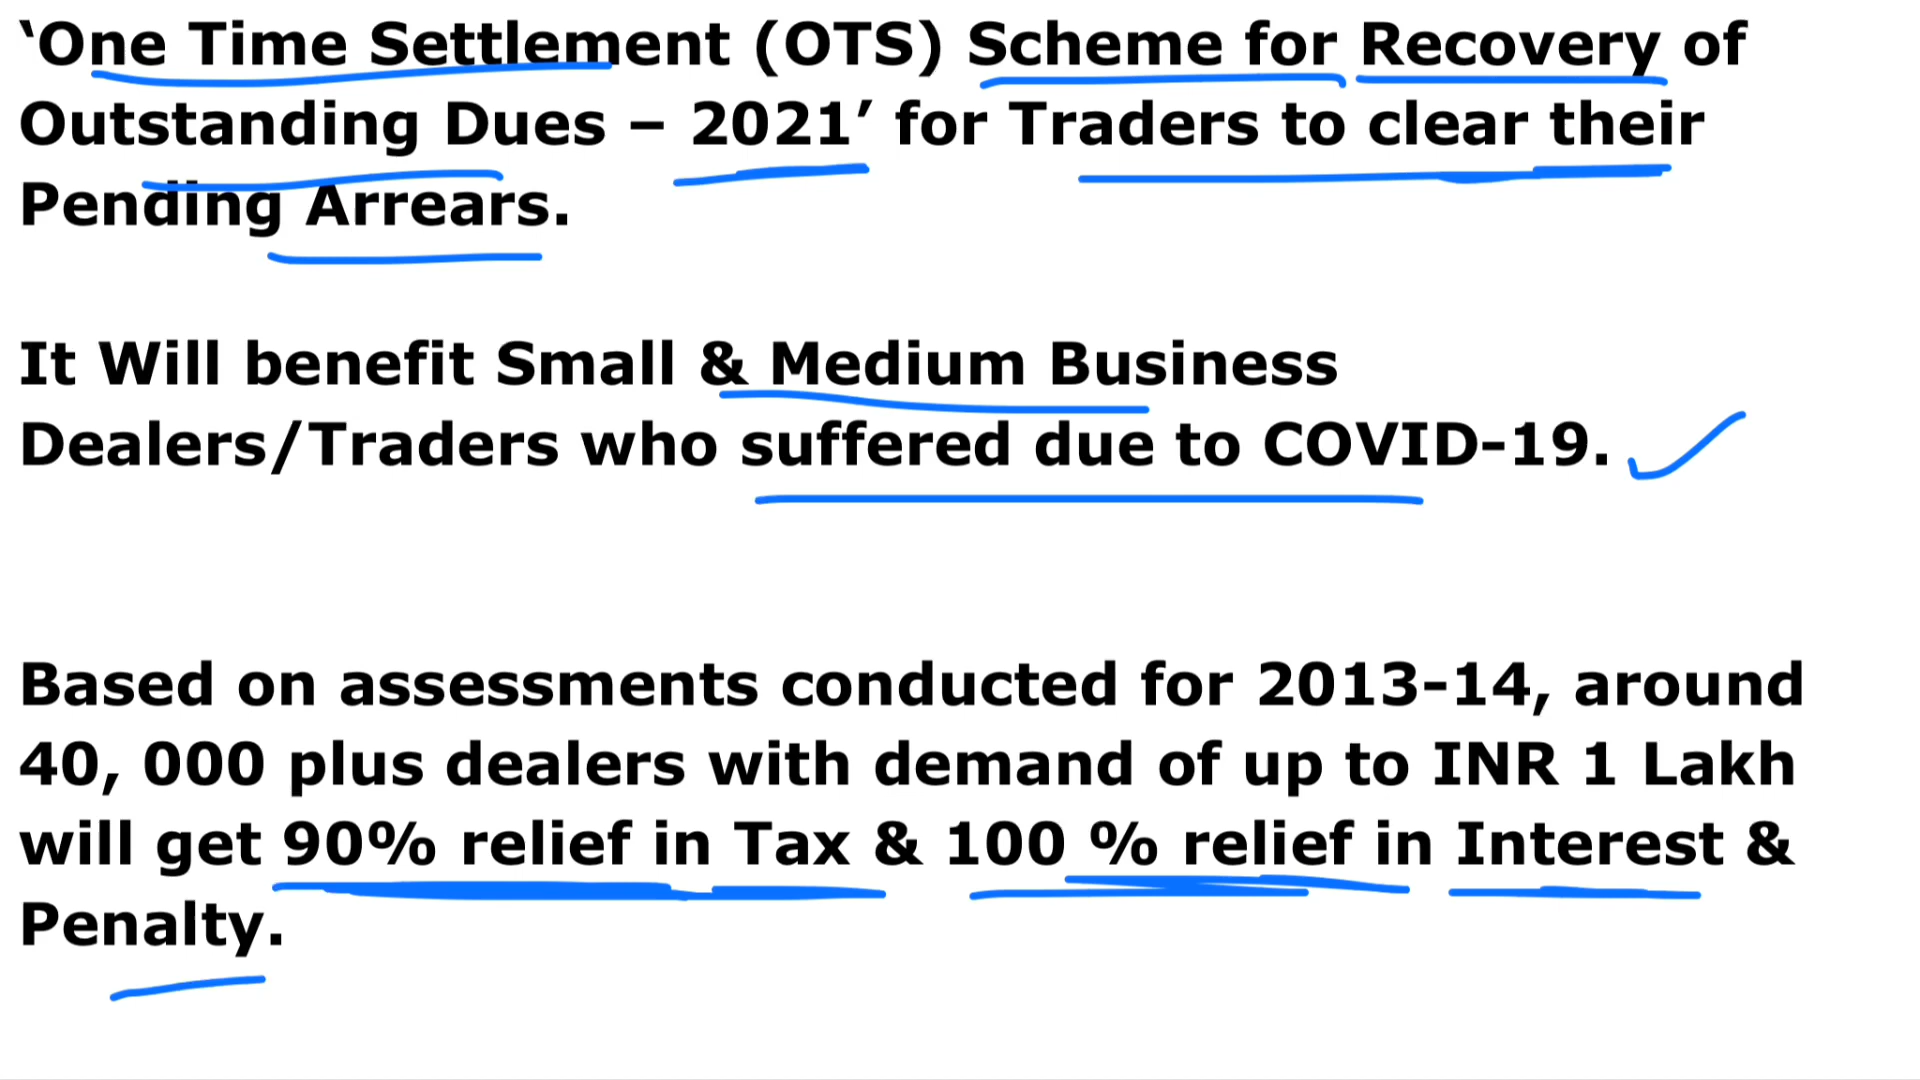 ‘One Time Settlement (OTS) Scheme for Recovery of
Outstanding Dues – 2021’ for Traders to clear their
Pending Arrears.
It Will benefit Small & Medium Business
Dealers/Traders who suffered due to COVID-19.
Based on assessments conducted for 2013-14, around
40, 000 plus dealers with demand of up to INR 1 Lakh
will get 90% relief in Tax & 100 % relief in Interest &
Penalty.